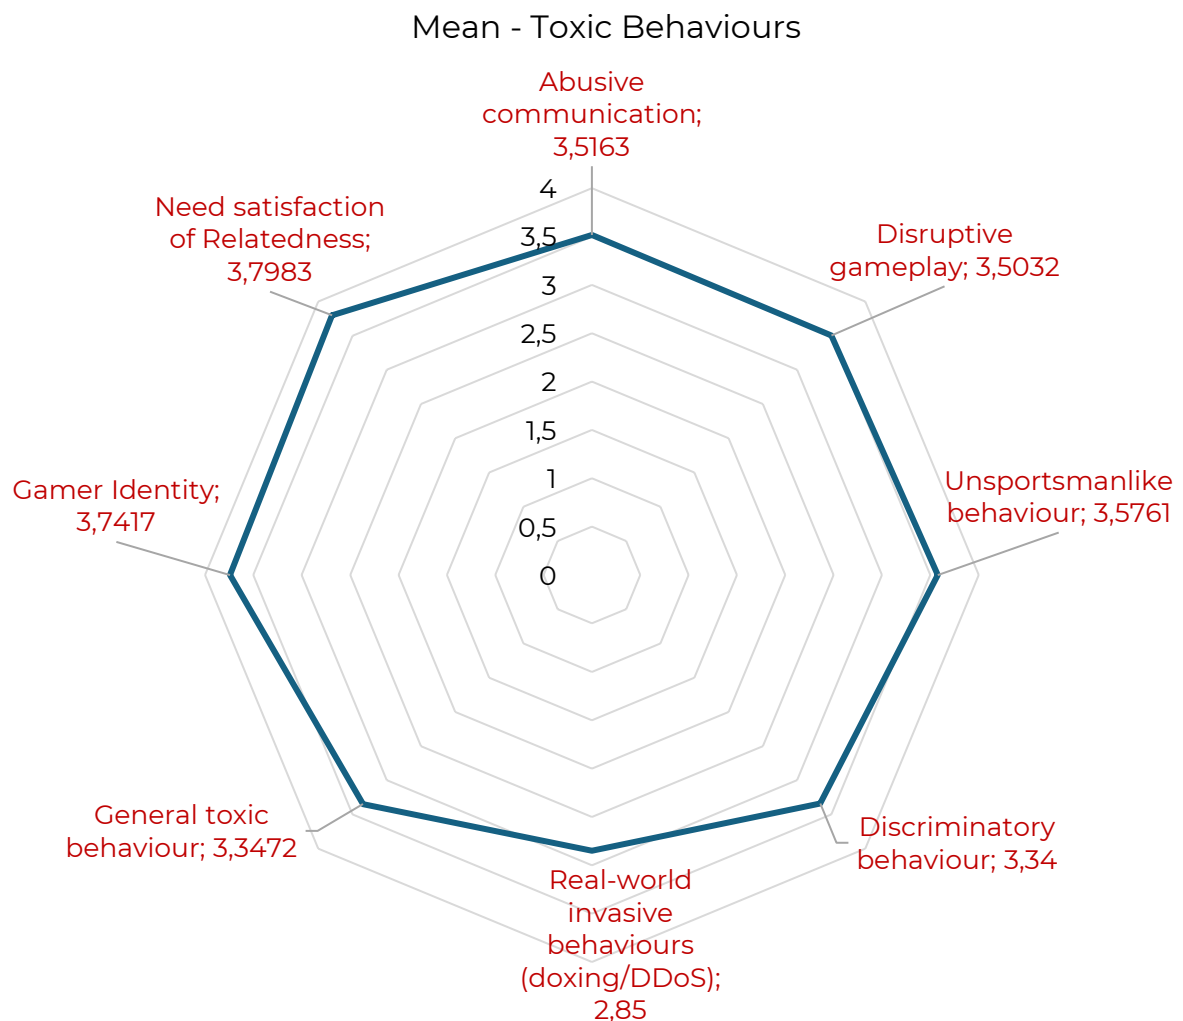 Mean - Toxic Behaviours
Abusive
communication;
3,5163
Disruptive
gameplay; 3,5032
Unsportsmanlike
behaviour; 3,5761
Discriminatory
behaviour; 3,34
Real-world
invasive
behaviours
(doxing/DDoS);
2,85
General toxic
behaviour; 3,3472
Gamer Identity;
3,7417
Need satisfaction
of Relatedness;
3,7983
4
3,5
3
2,5
2
1,5
1
0,5
0